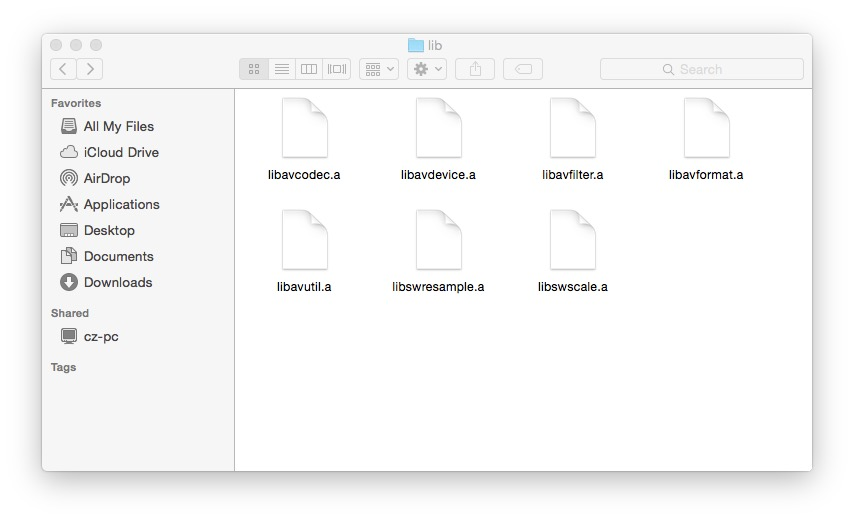 lib
Search
Favorites
All My Files
iCloud Drive
AirDrop
Applications
Desktop
Documents
Downloads
Shared
cz-pc
Tags
libavcodec.a
libavdevice.a
libavfilter.a
libavformat.a
libavutil.a
libswresample.a
libswscale.a